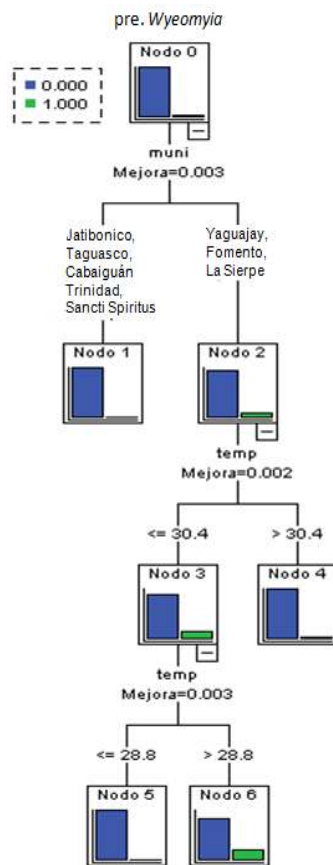 pre. Wyeomyia
Nodo 0
0.000
1.000
muni
Mejora=0.003
Jatibonico,
Taguasco,
Cabaiguán
Trinidad,
Sancti Spiritus
Yaguajay,
Fomento,
La Sierpe
Nodo 1
Nodo 2
temp
Mejora=0.002
<= 30.4
> 30.4
Nodo 3
Nodo 4
temp
Mejora=0.003
<= 28.8
> 28.8
Nodo 5
Nodo 6